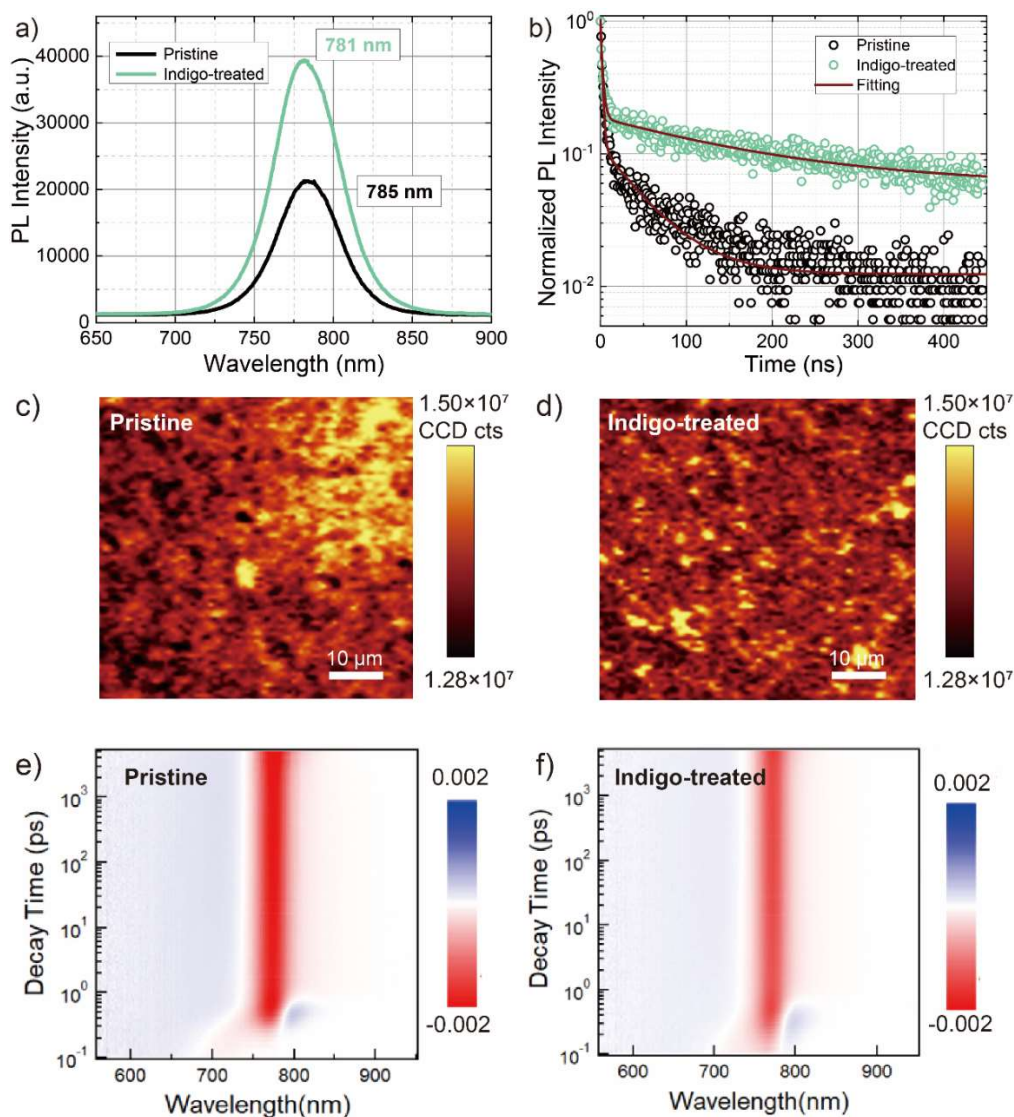 a)
PL Intensity (a.u.)
40000
30000
20000
10000
0
Pristine
Indigo-treated
781 nm
785 nm
650 700 750 800 850 900
Wavelength (nm)
b)
Normalized PL Intensity
10⁰
10⁻¹
10⁻²
Pristine
Indigo-treated
Fitting
0 100 200 300 400
Time (ns)
c)
Pristine
10 µm
1.50×10⁷
CCD cts
1.28×10⁷
d)
Indigo-treated
10 µm
1.50×10⁷
CCD cts
1.28×10⁷
e)
Pristine
Decay Time (ps)
10³
10²
10¹
10⁰
10⁻¹
600 700 800 900
Wavelength(nm)
0.002
-0.002
f)
Indigo-treated
Decay Time (ps)
10³
10²
10¹
10⁰
10⁻¹
600 700 800 900
Wavelength(nm)
0.002
-0.002